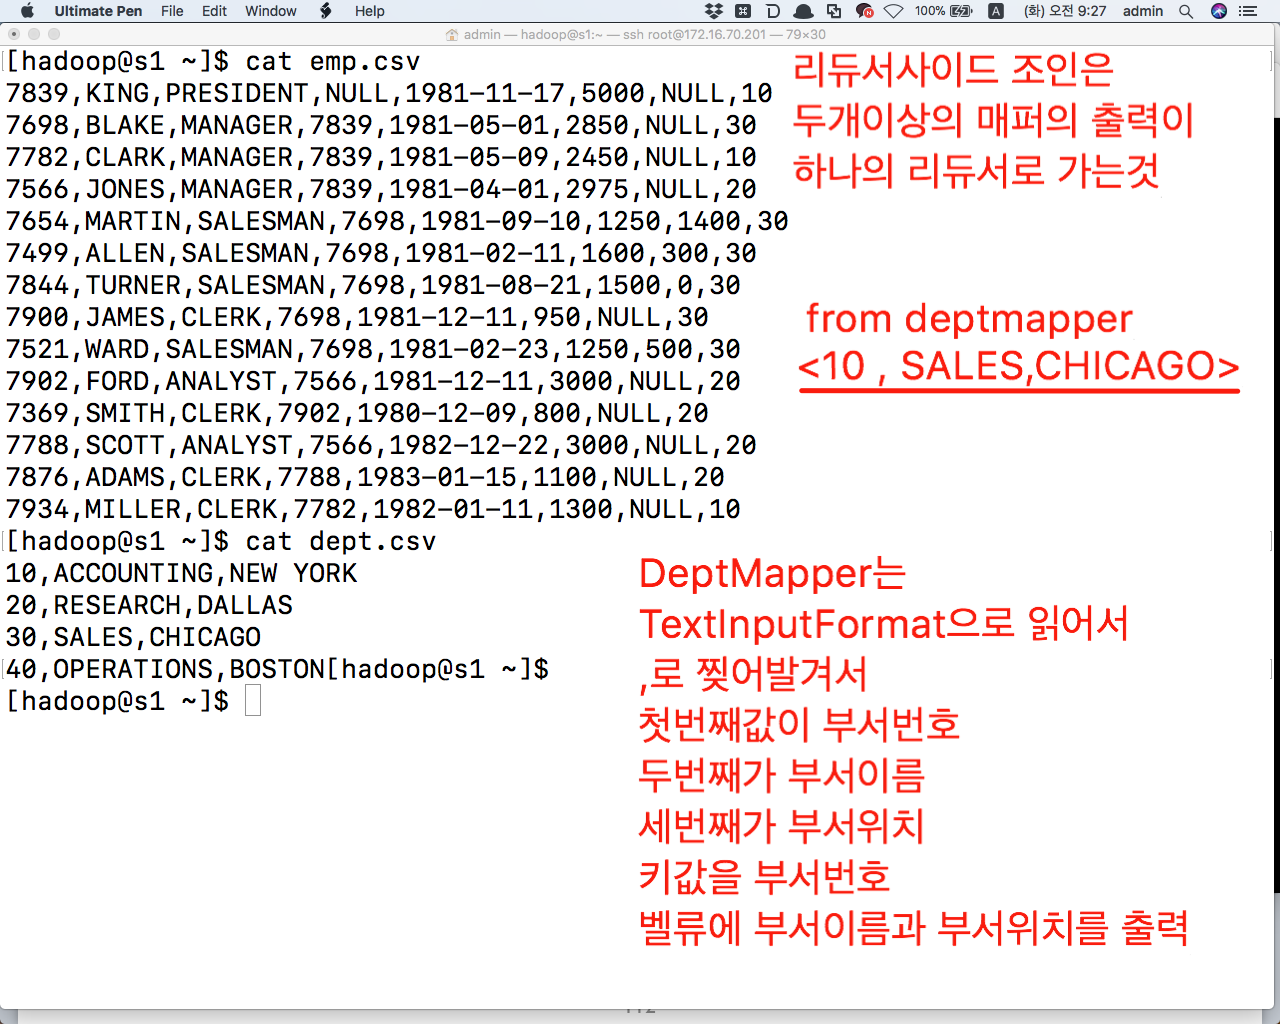 Ultimate Pen File Edit Window Help 100% A (화) 오전 9:27 admin
admin — hadoop@s1:~ — ssh root@172.16.70.201 — 79×30
[hadoop@s1 ~]$ cat emp.csv
7839,KING,PRESIDENT,NULL,1981-11-17,5000,NULL,10
7698,BLAKE,MANAGER,7839,1981-05-01,2850,NULL,30
7782,CLARK,MANAGER,7839,1981-05-09,2450,NULL,10
7566,JONES,MANAGER,7839,1981-04-01,2975,NULL,20
7654,MARTIN,SALESMAN,7698,1981-09-10,1250,1400,30
7499,ALLEN,SALESMAN,7698,1981-02-11,1600,300,30
7844,TURNER,SALESMAN,7698,1981-08-21,1500,0,30
7900,JAMES,CLERK,7698,1981-12-11,950,NULL,30
7521,WARD,SALESMAN,7698,1981-02-23,1250,500,30
7902,FORD,ANALYST,7566,1981-12-11,3000,NULL,20
7369,SMITH,CLERK,7902,1980-12-09,800,NULL,20
7788,SCOTT,ANALYST,7566,1982-12-22,3000,NULL,20
7876,ADAMS,CLERK,7788,1983-01-15,1100,NULL,20
7934,MILLER,CLERK,7782,1982-01-11,1300,NULL,10
[hadoop@s1 ~]$ cat dept.csv
10,ACCOUNTING,NEW YORK
20,RESEARCH,DALLAS
30,SALES,CHICAGO
40,OPERATIONS,BOSTON[hadoop@s1 ~]$
[hadoop@s1 ~]$
리듀서사이드 조인은
두개이상의 매퍼의 출력이
하나의 리듀서로 가는것
from deptmapper
<10 , SALES,CHICAGO>
DeptMapper는
TextInputFormat으로 읽어서
,로 찢어발겨서
첫번째값이 부서번호
두번째가 부서이름
세번째가 부서위치
키값을 부서번호
벨류에 부서이름과 부서위치를 출력